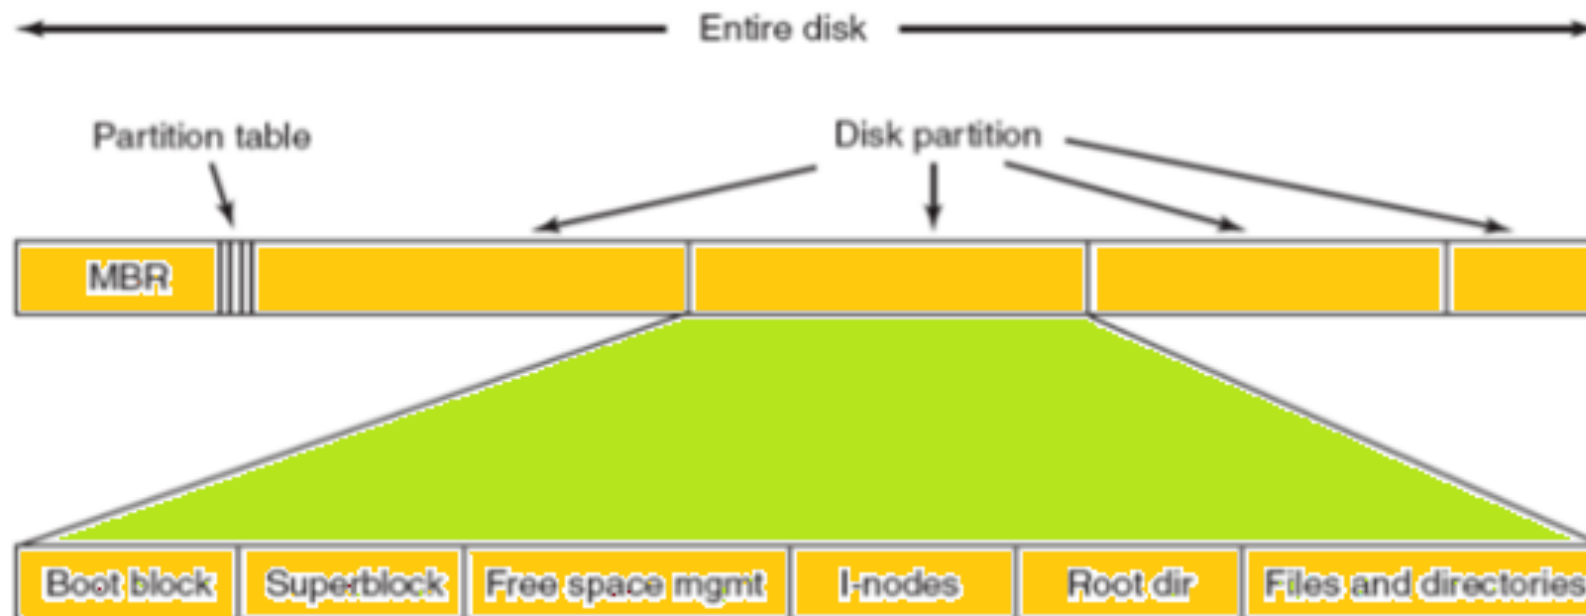 Entire disk
Partition table
Disk partition
MBR
Boot block
Superblock
Free space mgmt
I-nodes
Root dir
Files and directories